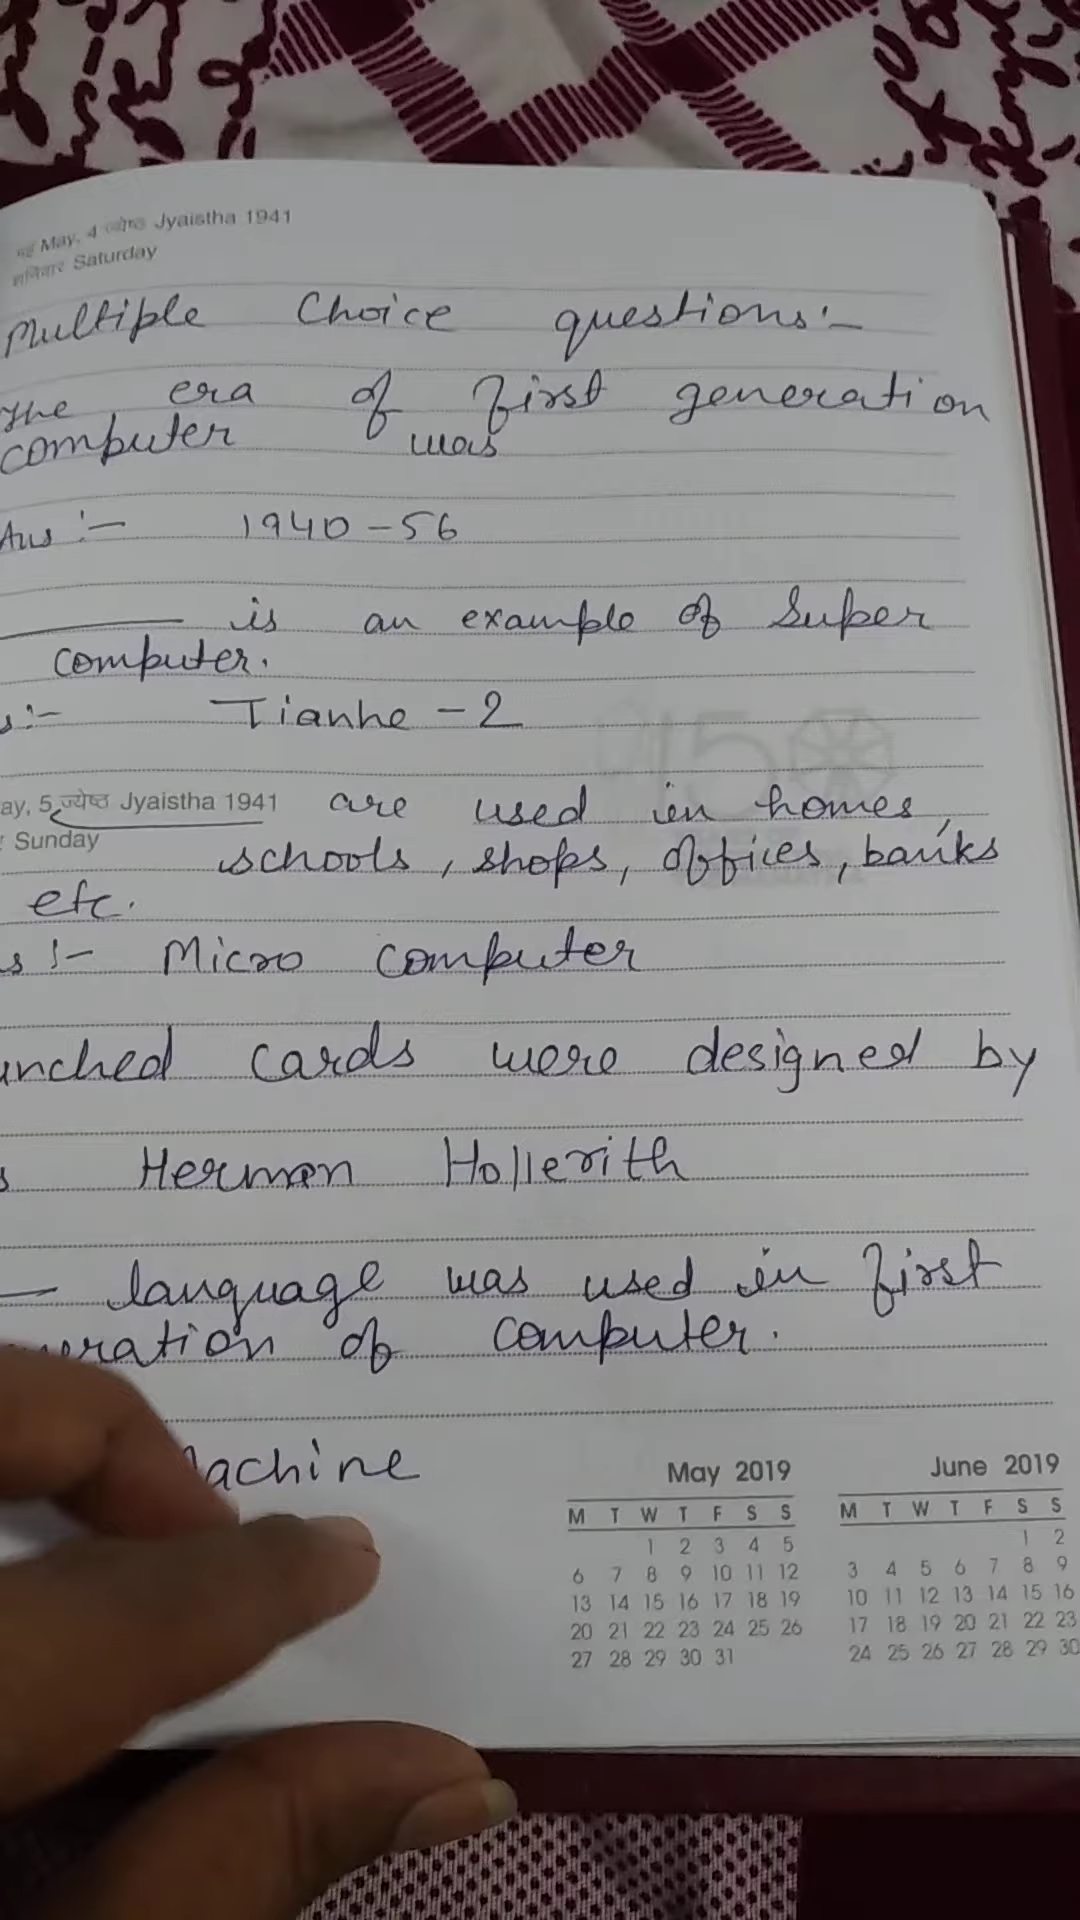 May, 4 ज्येष्ठ Jyaistha 1941
शनिवार Saturday
Multiple Choice questions:-
The era of first generation
computer was
Ans :- 1940-56
______ is an example of Super
computer.
s:- Tianhe-2
ay, 5 ज्येष्ठ Jyaistha 1941 are used in homes,
Sunday schools, shops, offices, banks
etc.
s :- Micro computer
unched cards were designed by
s Herman Hollerith
— language was used in first
neration of computer.
Machine
May 2019 June 2019
M T W T F S S M T W T F S S
1 2 3 4 5 1 2
6 7 8 9 10 11 12 3 4 5 6 7 8 9
13 14 15 16 17 18 19 10 11 12 13 14 15 16
20 21 22 23 24 25 26 17 18 19 20 21 22 23
27 28 29 30 31 24 25 26 27 28 29 30